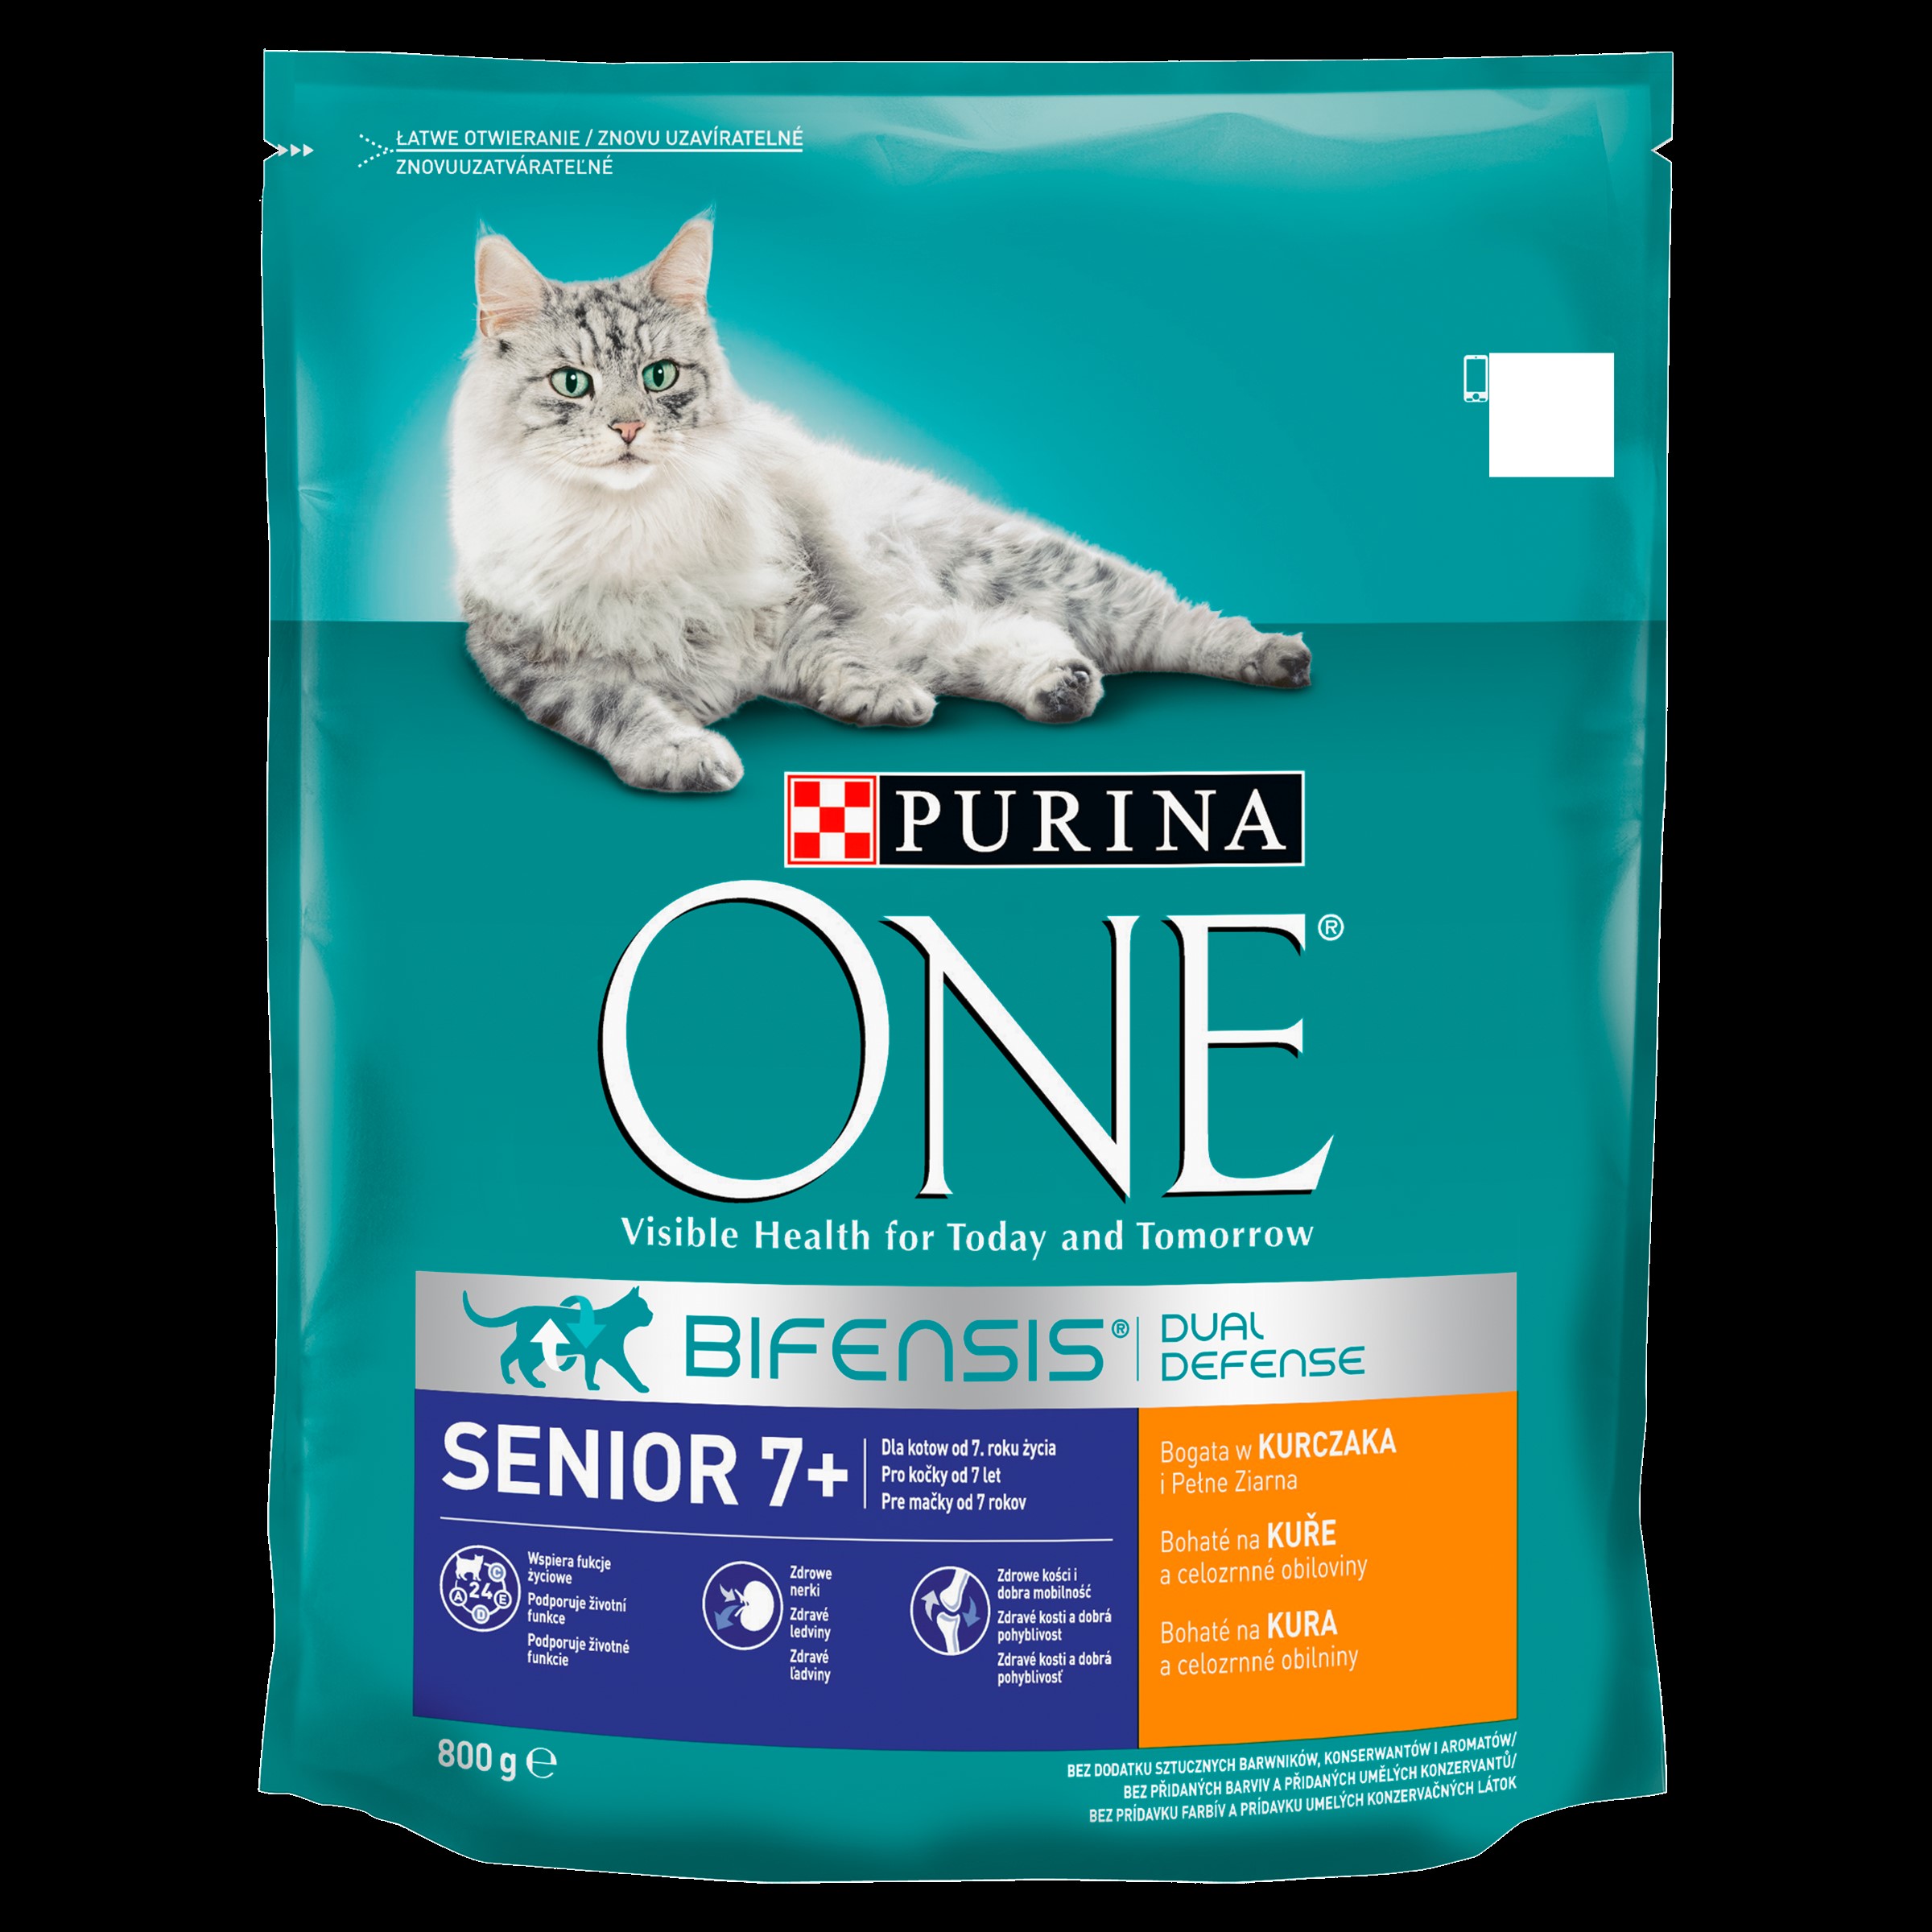 ŁATWE OTWIERANIE / ZNOVU UZAVÍRATELNÉ
ZNOVUUZATVÁRATEĽNÉ
PURINA
ONE®
Visible Health for Today and Tomorrow
BIFENSIS® DUAL
DEFENSE
SENIOR 7+
Dla kotow od 7. roku życia
Pro kočky od 7 let
Pre mačky od 7 rokov
24
C
A
E
D
Wspiera fukcje
życiowe
Podporuje životní
funkce
Podporuje životné
funkcie
Zdrowe
nerki
Zdravé
ledviny
Zdravé
ľadviny
Zdrowe kości i
dobra mobilność
Zdravé kosti a dobrá
pohyblivost
Zdravé kosti a dobrá
pohyblivosť
Bogata w KURCZAKA
i Pełne Ziarna
Bohaté na KUŘE
a celozrnné obiloviny
Bohaté na KURA
a celozrnné obilniny
800 g ℮
BEZ DODATKU SZTUCZNYCH BARWNIKÓW, KONSERWANTÓW I AROMATÓW/
BEZ PŘIDANÝCH BARVIV A PŘIDANÝCH UMĚLÝCH KONZERVANTŮ/
BEZ PRÍDAVKU FARBÍV A PRÍDAVKU UMELÝCH KONZERVAČNÝCH LÁTOK